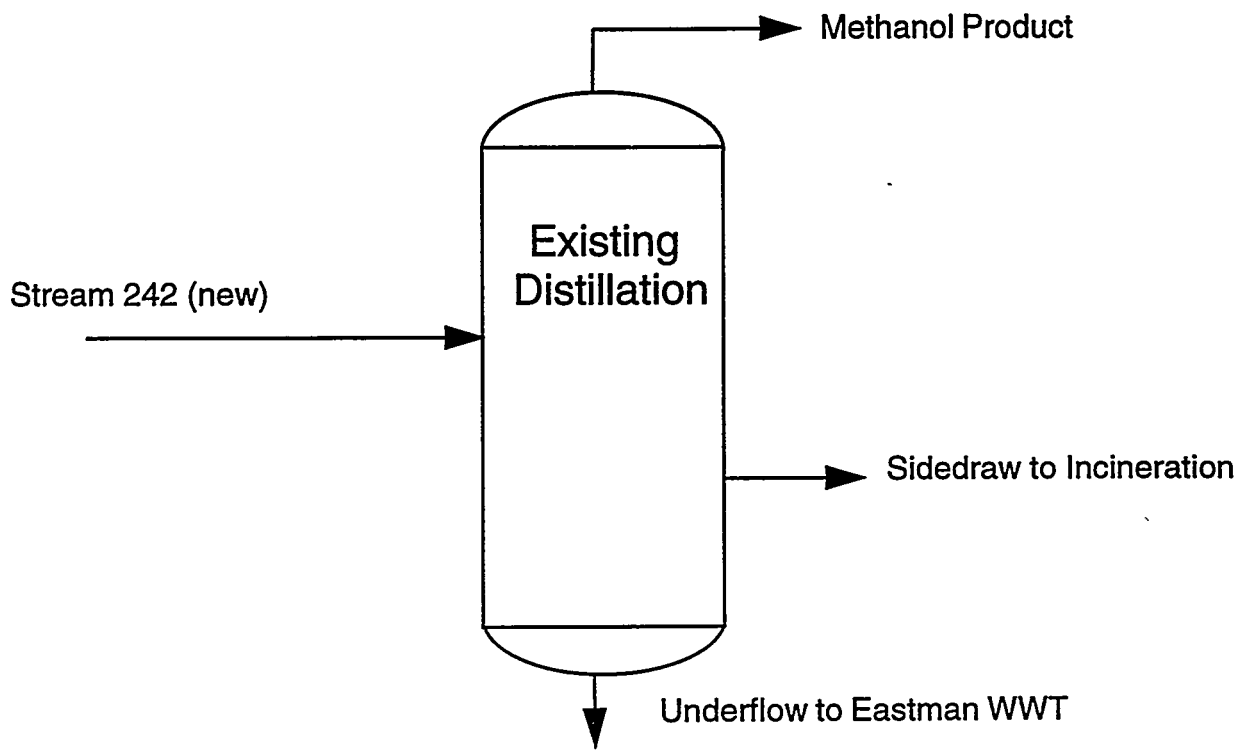 Methanol Product
Existing
Distillation
Stream 242 (new)
Sidedraw to Incineration
Underflow to Eastman WWT